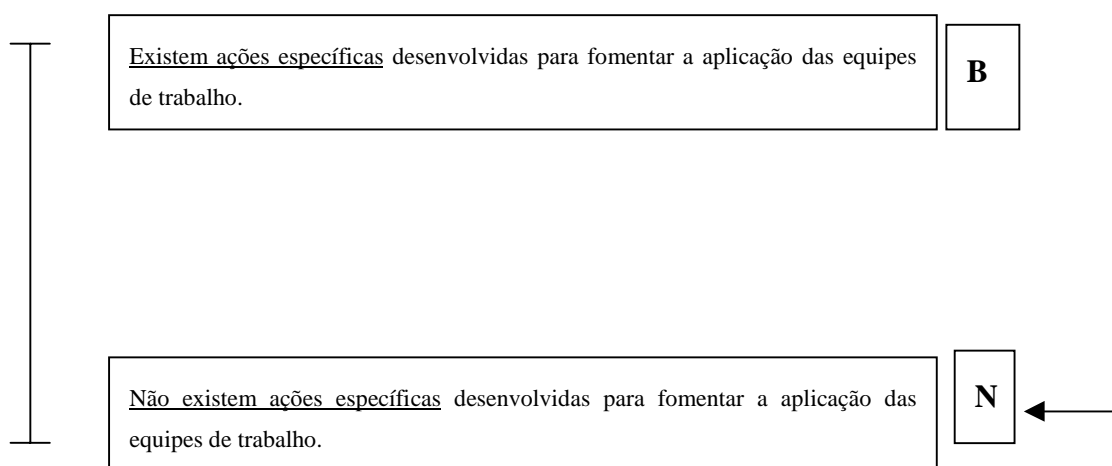 Existem ações específicas desenvolvidas para fomentar a aplicação das equipes
de trabalho.
B
Não existem ações específicas desenvolvidas para fomentar a aplicação das
equipes de trabalho.
N